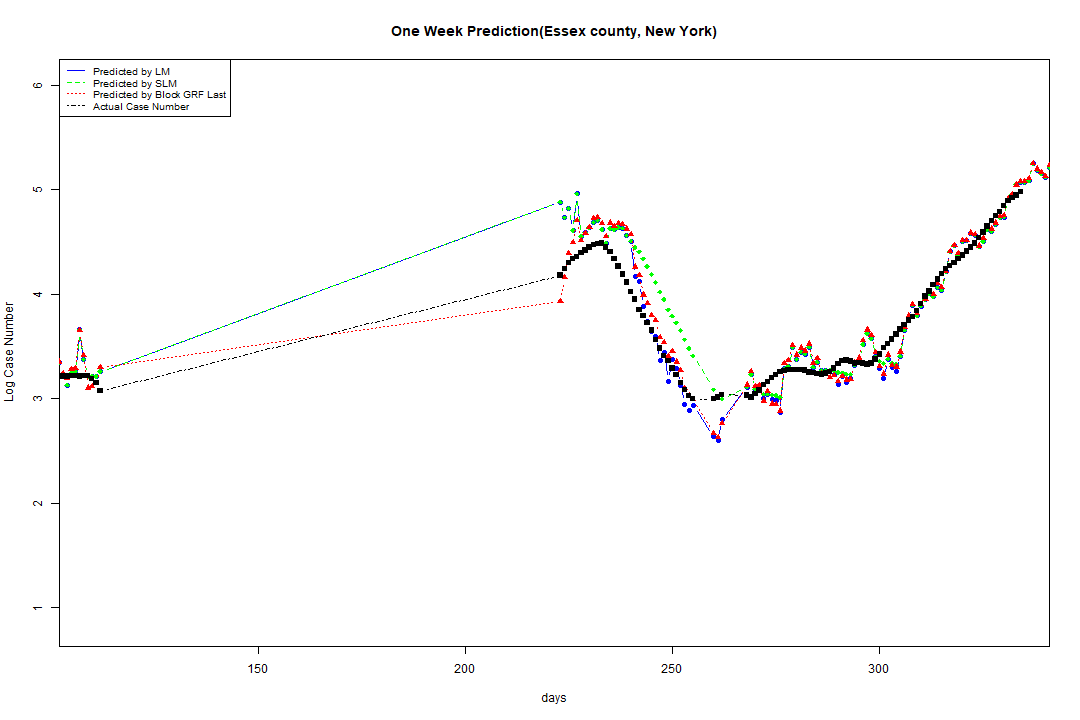 One Week Prediction(Essex county, New York)
Predicted by LM
Predicted by SLM
Predicted by Block GRF Last
Actual Case Number
6
5
4
3
2
1
Log Case Number
150 200 250 300
days